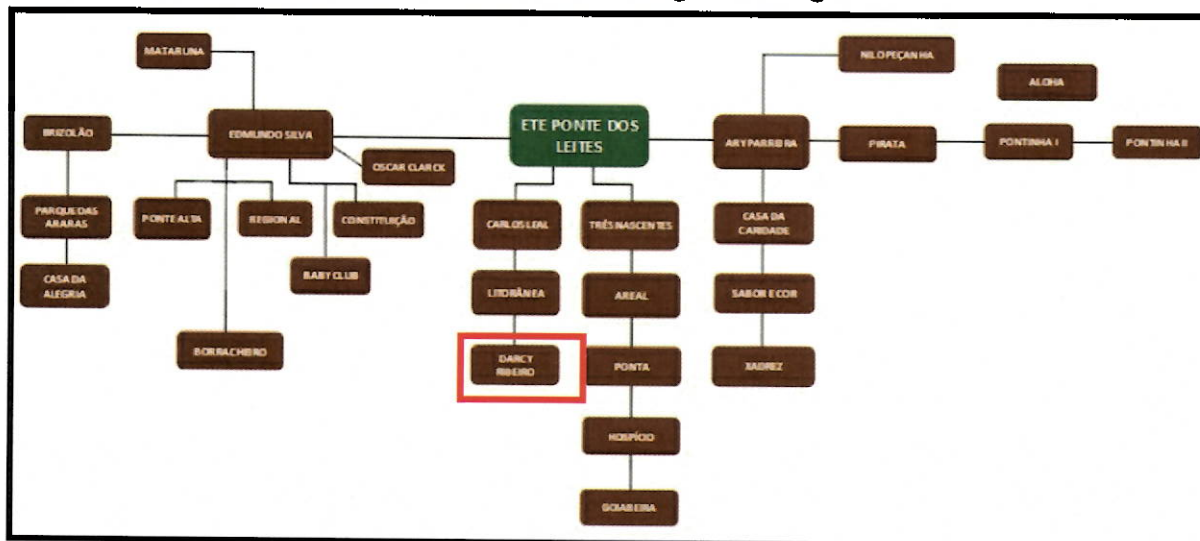 MATARUNA
NILO PEÇANHA
ALOHA
BRIZOLÃO
EDMUNDO SILVA
ETE PONTE DOS
LEITES
ARY PARREIRA
PIRATA
PONTINHA I
PONTINHA II
OSCAR CLARCK
PARQUE DAS
ARARAS
PONTE ALTA
REGIONAL
CONSTITUIÇÃO
CARLOS LEAL
TRÊS NASCENTES
CASA DA
CARIDADE
CASA DA
ALEGRIA
BABY CLUB
LITORÂNEA
AREAL
SABOR E COR
BORRACHEIRO
DARCY
RIBEIRO
PONTA
XADREZ
HOSPÍCIO
GOIABEIRA